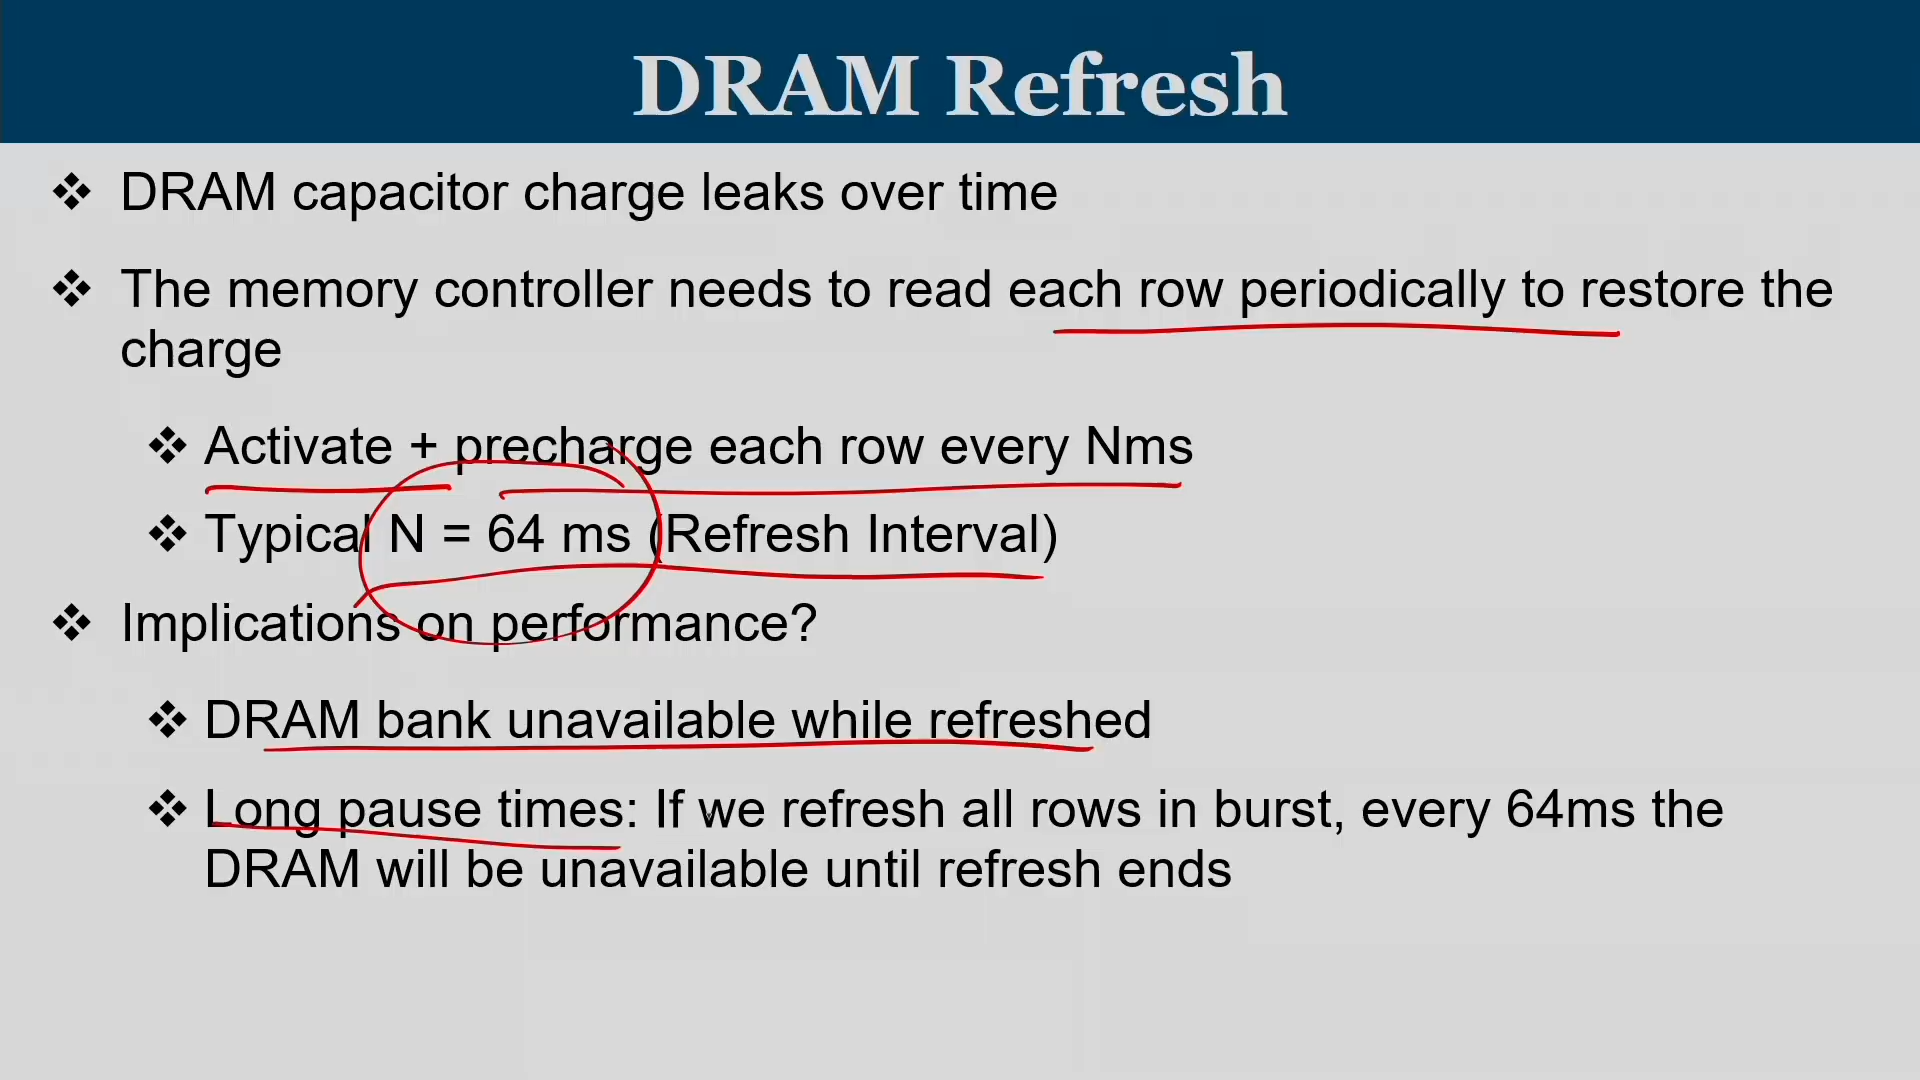 DRAM Refresh
❖ DRAM capacitor charge leaks over time
❖ The memory controller needs to read each row periodically to restore the
charge
❖ Activate + precharge each row every Nms
❖ Typical N = 64 ms (Refresh Interval)
❖ Implications on performance?
❖ DRAM bank unavailable while refreshed
❖ Long pause times: If we refresh all rows in burst, every 64ms the
DRAM will be unavailable until refresh ends